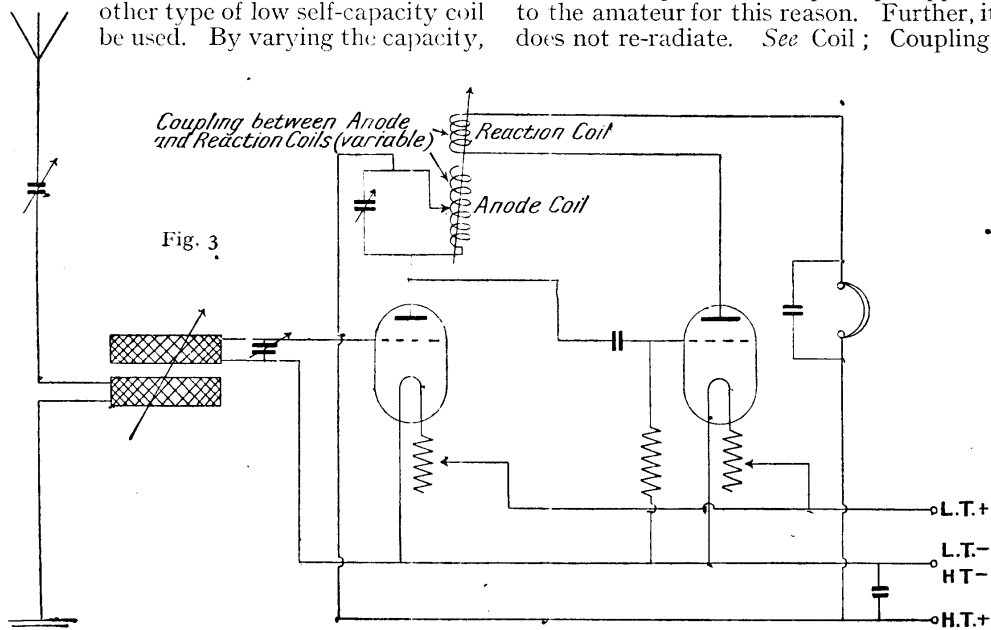 other type of low self-capacity coil
be used. By varying the capacity,
to the amateur for this reason. Further, it
does not re-radiate. See Coil ; Coupling
Coupling between Anode
and Reaction Coils (variable)
Reaction Coil
Anode Coil
Fig. 3
L.T.+
L.T.-
HT-
H.T.+